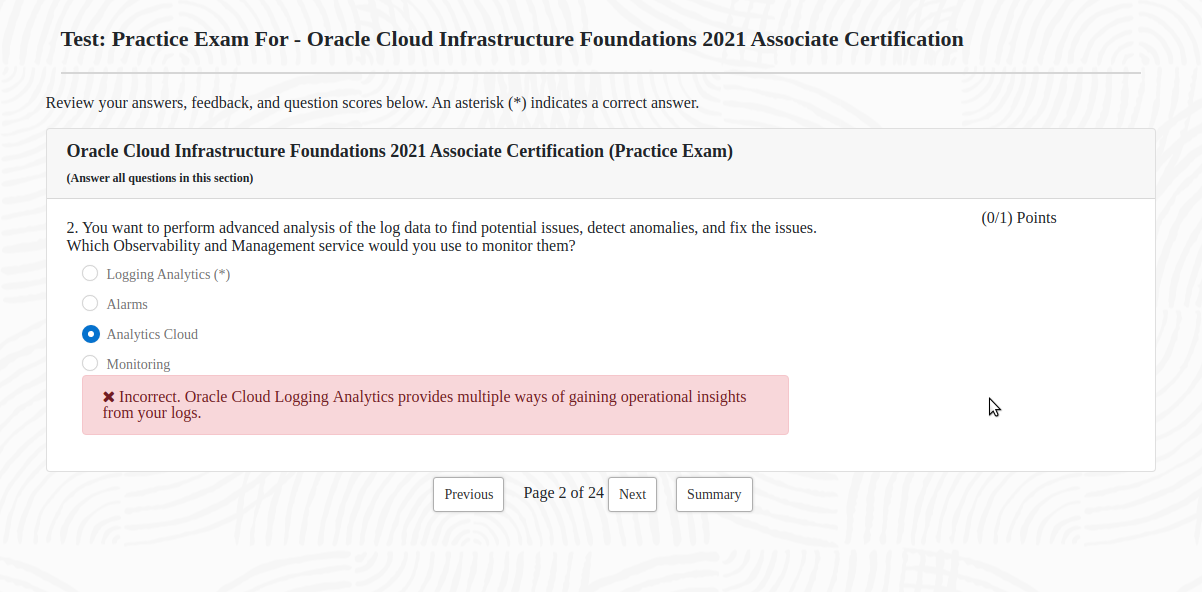 Test: Practice Exam For - Oracle Cloud Infrastructure Foundations 2021 Associate Certification
Review your answers, feedback, and question scores below. An asterisk (*) indicates a correct answer.
Oracle Cloud Infrastructure Foundations 2021 Associate Certification (Practice Exam)
(Answer all questions in this section)
2. You want to perform advanced analysis of the log data to find potential issues, detect anomalies, and fix the issues.
Which Observability and Management service would you use to monitor them?
(0/1) Points
Logging Analytics (*)
Alarms
Analytics Cloud
Monitoring
✖ Incorrect. Oracle Cloud Logging Analytics provides multiple ways of gaining operational insights
from your logs.
Previous Page 2 of 24 Next Summary